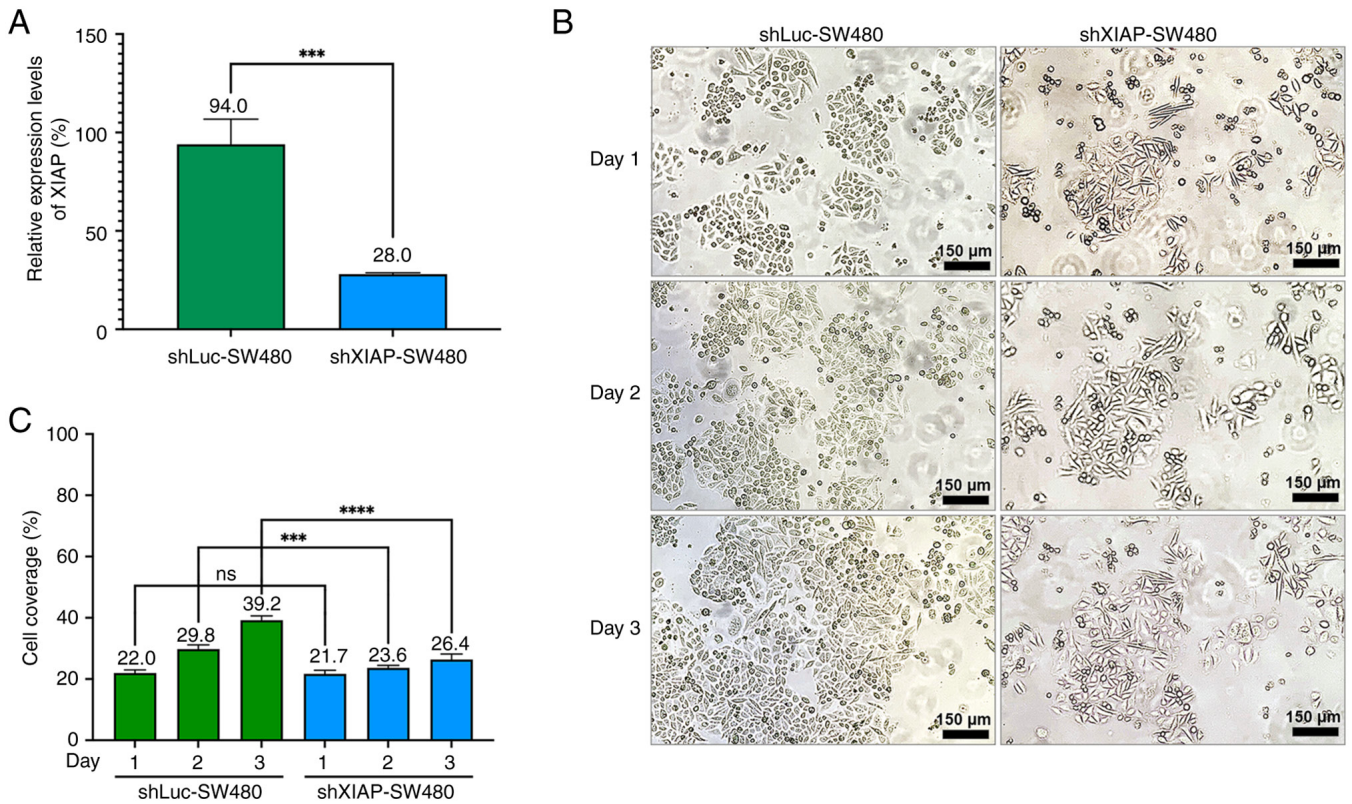 A
Relative expression levels
of XIAP (%)
150
100
50
0
***
94.0
28.0
shLuc-SW480
shXIAP-SW480
B
shLuc-SW480
shXIAP-SW480
Day 1
150 µm
150 µm
Day 2
150 µm
150 µm
Day 3
150 µm
150 µm
C
Cell coverage (%)
100
80
60
40
20
0
****
***
ns
22.0
29.8
39.2
21.7
23.6
26.4
Day 1 2 3 1 2 3
shLuc-SW480 shXIAP-SW480